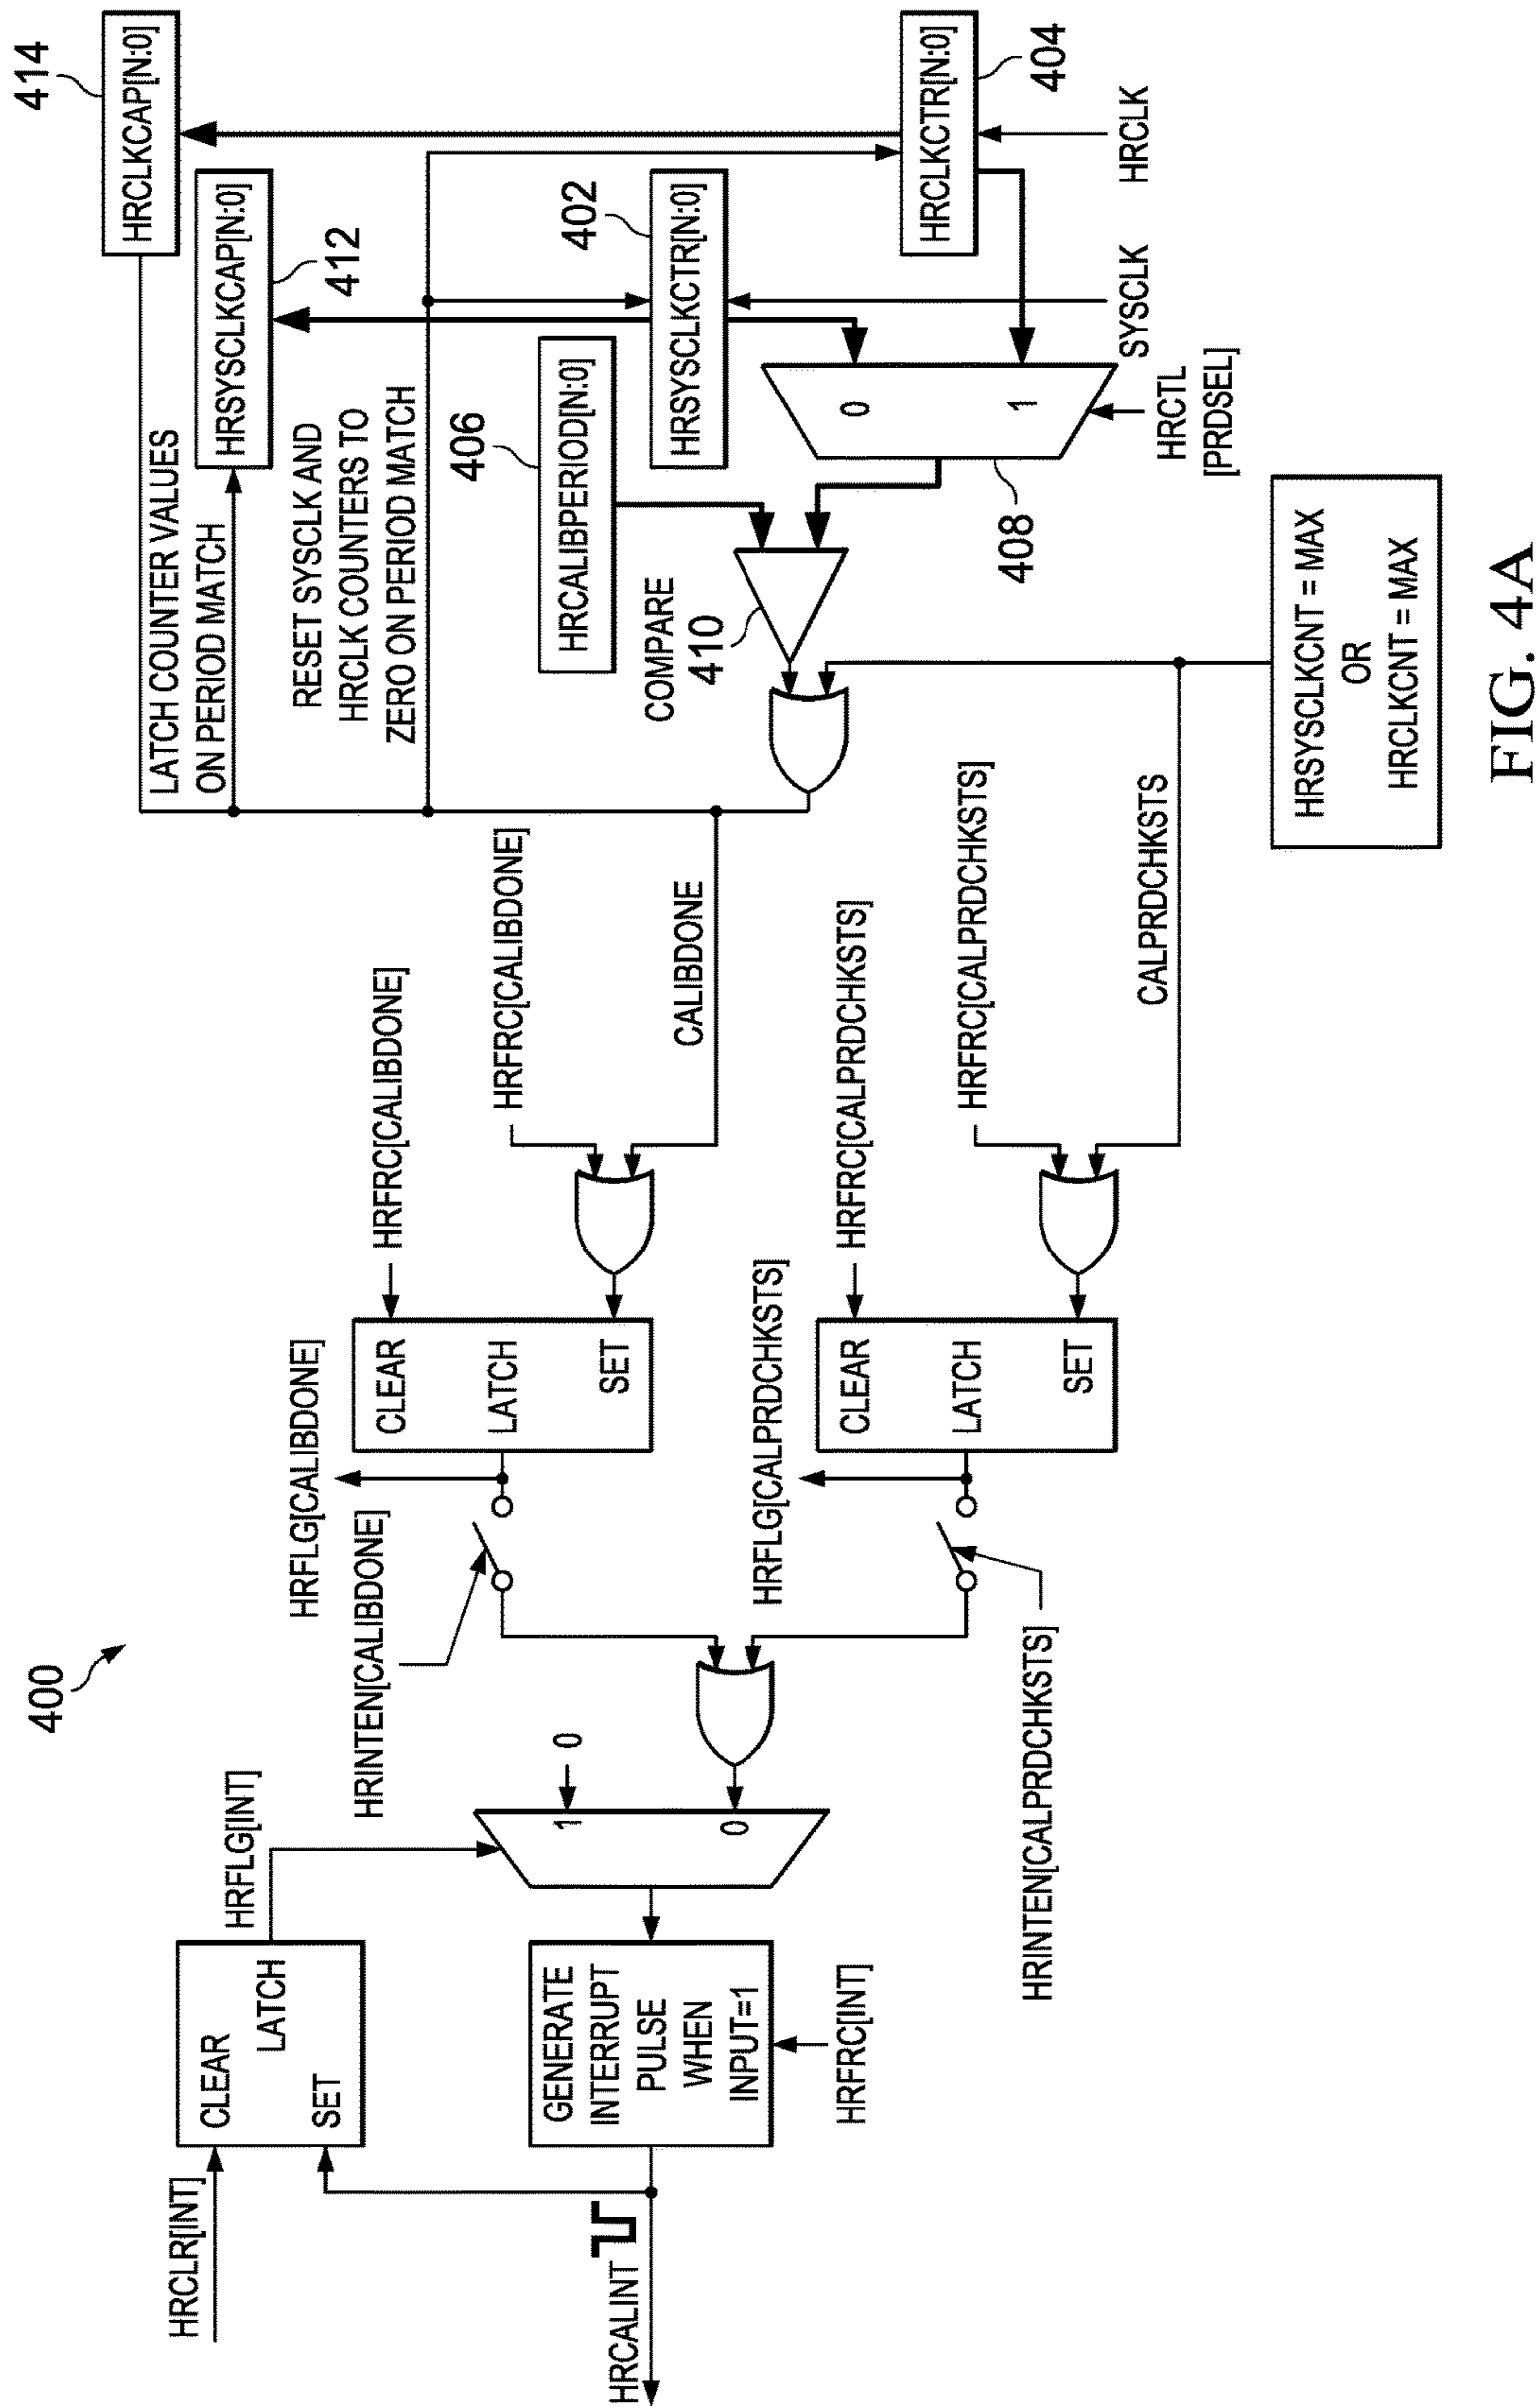 400
HRCLR[INT]
CLEAR
LATCH
SET
HRFLG[INT]
HRCALINT
GENERATE
INTERRUPT
PULSE
WHEN
INPUT=1
HRFRC[INT]
1
0
0
HRINTEN[CALIBDONE]
HRFLG[CALIBDONE]
CLEAR
LATCH
SET
HRFRC[CALIBDONE]
HRFRC[CALIBDONE]
CALIBDONE
HRINTEN[CALPRDCHKSTS]
HRFLG[CALPRDCHKSTS]
CLEAR
LATCH
SET
HRFRC[CALPRDCHKSTS]
HRFRC[CALPRDCHKSTS]
CALPRDCHKSTS
LATCH COUNTER VALUES
ON PERIOD MATCH
RESET SYSCLK AND
HRCLK COUNTERS TO
ZERO ON PERIOD MATCH
COMPARE
410
HRCALIBPERIOD[N:0]
406
HRSYSCLKCTR[N:0]
402
HRSYSCLKCAP[N:0]
412
HRCLKCAP[N:0]
414
HRCLKCTR[N:0]
404
0
1
408
HRCTL
[PRDSEL]
SYSCLK
HRCLK
HRSYSCLKCNT = MAX
OR
HRCLKCNT = MAX
FIG. 4A